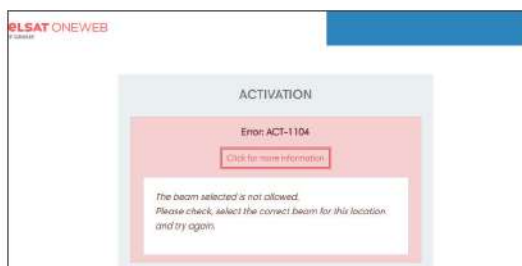 elsat ONEWEB
ACTIVATION
Error: ACT-1104
Click for more information
The beam selected is not allowed.
Please check, select the correct beam for this location
and try again.